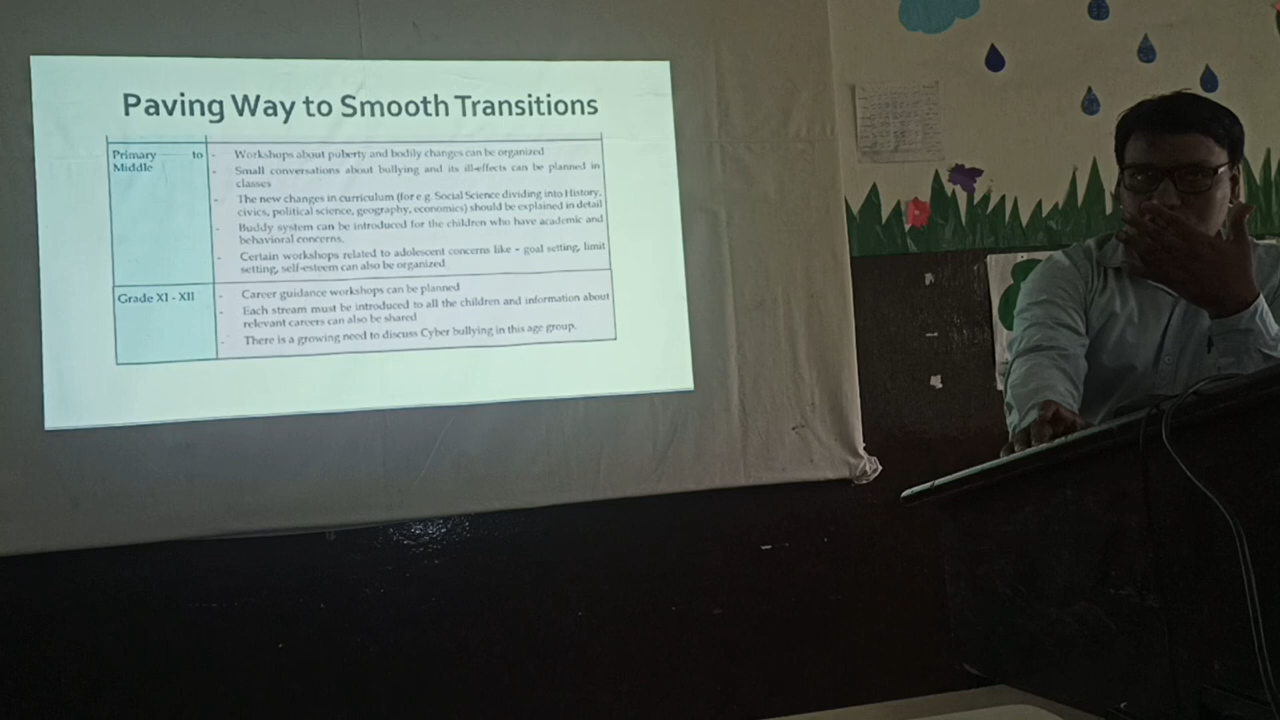 Paving Way to Smooth Transitions
Primary to
Middle
- Workshops about puberty and bodily changes can be organized
- Small conversations about bullying and its ill-effects can be planned in
classes
- The new changes in curriculum (for e.g. Social Science dividing into History,
civics, political science, geography, economics) should be explained in detail
- Buddy system can be introduced for the children who have academic and
behavioral concerns.
- Certain workshops related to adolescent concerns like - goal setting, limit
setting, self-esteem can also be organized
Grade XI - XII
- Career guidance workshops can be planned
- Each stream must be introduced to all the children and information about
relevant careers can also be shared
- There is a growing need to discuss Cyber bullying in this age group.